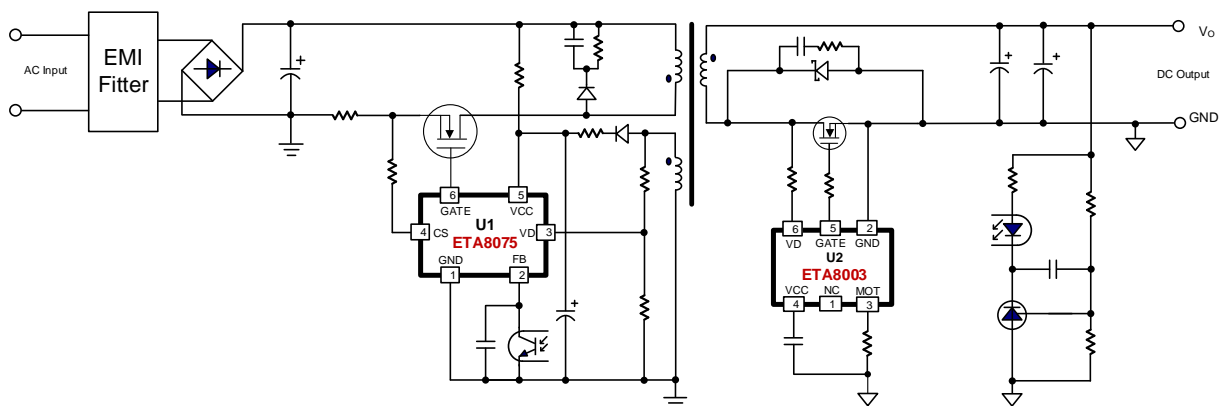 AC Input
EMI
Fitter
+
+
+
Vo
DC Output
GND
6
5
GATE
VCC
U1
4
CS
VD
3
ETA8075
GND
FB
1
2
+
6
5
2
VD
GATE
GND
U2
ETA8003
VCC
NC
MOT
4
1
3